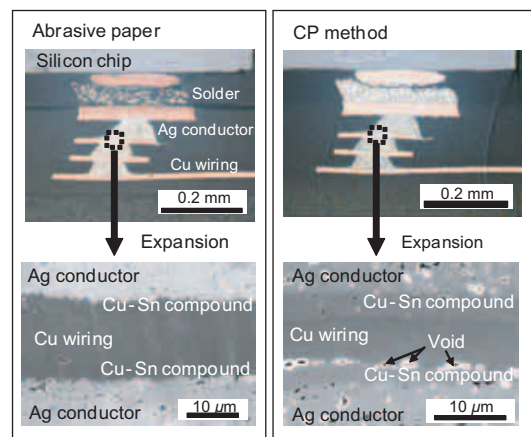 Abrasive paper
Silicon chip
Solder
Ag conductor
Cu wiring
0.2 mm
Expansion
Ag conductor
Cu-Sn compound
Cu wiring
Cu-Sn compound
Ag conductor
10 µm
CP method
0.2 mm
Expansion
Ag conductor
Cu-Sn compound
Cu wiring
Void
Cu-Sn compound
Ag conductor
10 µm